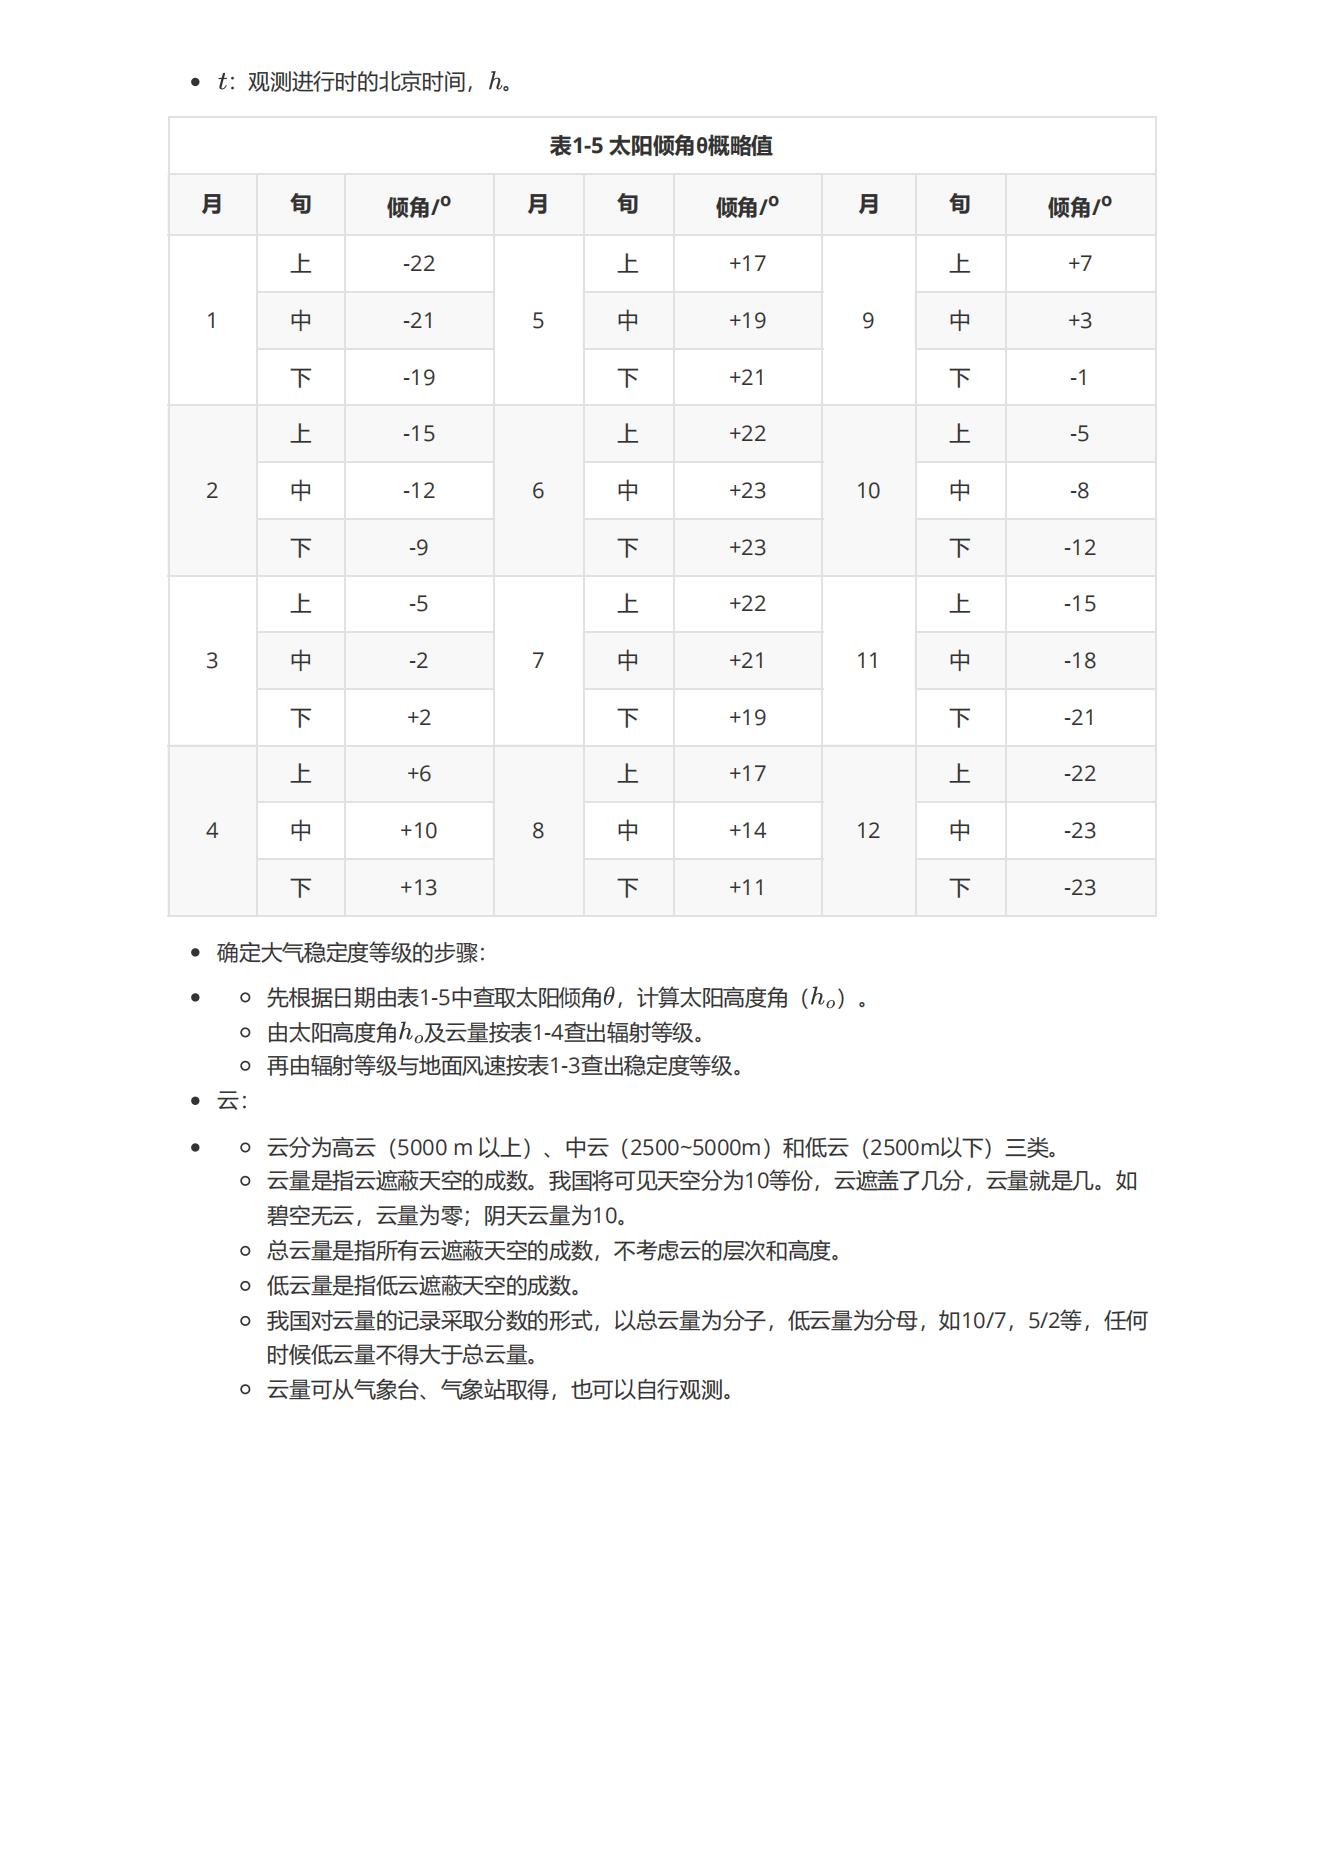 • t：观测进行时的北京时间，h。
表1-5 太阳倾角θ概略值
月 旬 倾角/° 月 旬 倾角/° 月 旬 倾角/°
1 上 -22 5 上 +17 9 上 +7
中 -21 中 +19 中 +3
下 -19 下 +21 下 -1
2 上 -15 6 上 +22 10 上 -5
中 -12 中 +23 中 -8
下 -9 下 +23 下 -12
3 上 -5 7 上 +22 11 上 -15
中 -2 中 +21 中 -18
下 +2 下 +19 下 -21
4 上 +6 8 上 +17 12 上 -22
中 +10 中 +14 中 -23
下 +13 下 +11 下 -23
• 确定大气稳定度等级的步骤：
• ○ 先根据日期由表1-5中查取太阳倾角θ，计算太阳高度角（hₒ）。
○ 由太阳高度角hₒ及云量按表1-4查出辐射等级。
○ 再由辐射等级与地面风速按表1-3查出稳定度等级。
• 云：
• ○ 云分为高云（5000 m 以上）、中云（2500~5000m）和低云（2500m以下）三类。
○ 云量是指云遮蔽天空的成数。我国将可见天空分为10等份，云遮盖了几分，云量就是几。如
碧空无云，云量为零；阴天云量为10。
○ 总云量是指所有云遮蔽天空的成数，不考虑云的层次和高度。
○ 低云量是指低云遮蔽天空的成数。
○ 我国对云量的记录采取分数的形式，以总云量为分子，低云量为分母，如10/7，5/2等，任何
时候低云量不得大于总云量。
○ 云量可从气象台、气象站取得，也可以自行观测。